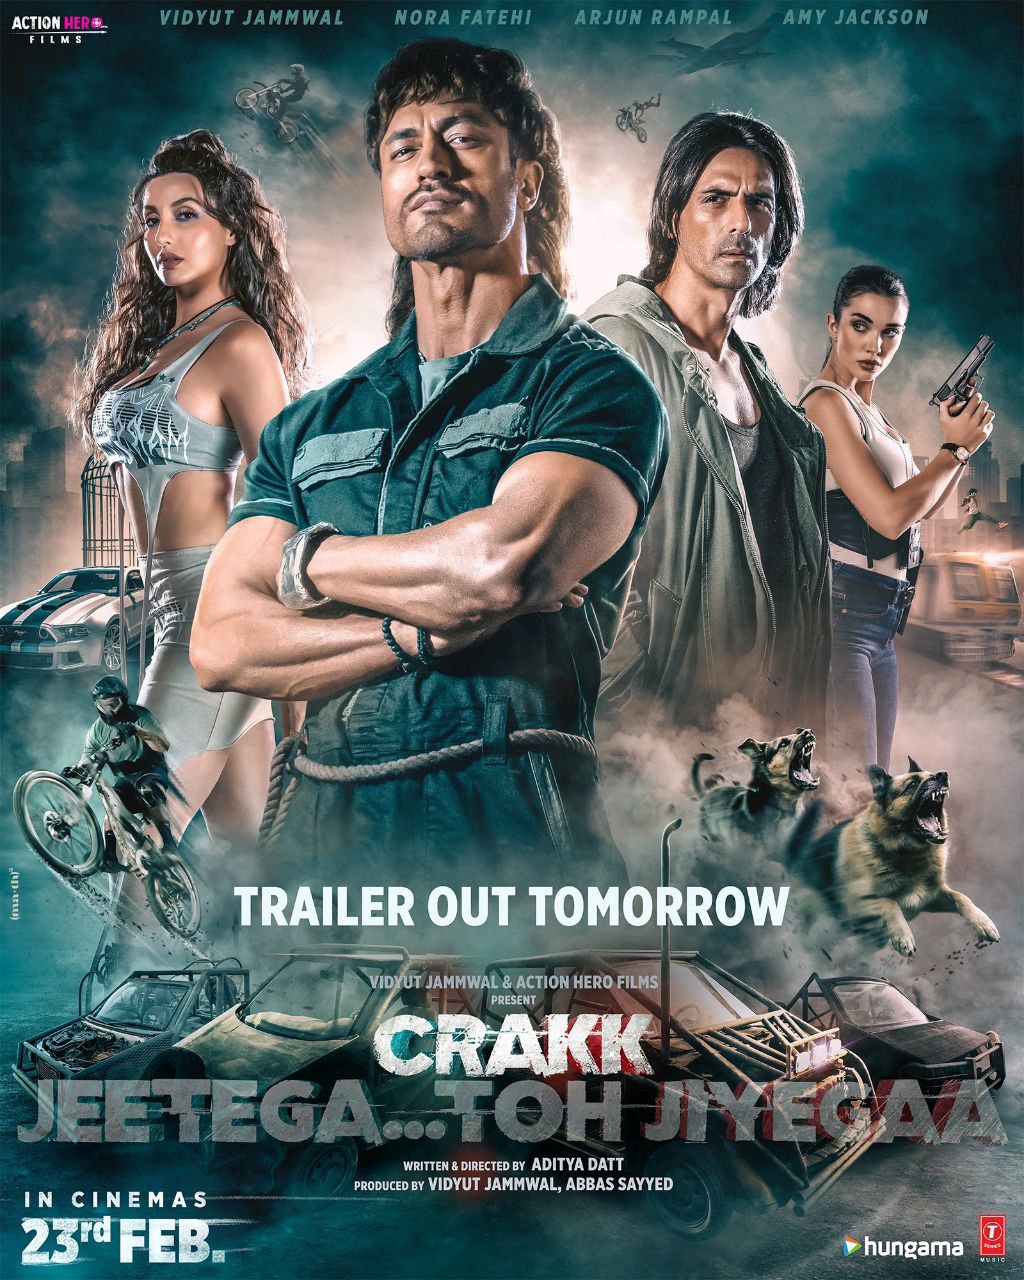 ACTION HERO
FILMS
VIDYUT JAMMWAL NORA FATEHI ARJUN RAMPAL AMY JACKSON
TRAILER OUT TOMORROW
VIDYUT JAMMWAL & ACTION HERO FILMS
PRESENT
CRAKK
JEETEGA...TOH JIYEGAA
WRITTEN & DIRECTED BY ADITYA DATT
PRODUCED BY VIDYUT JAMMWAL, ABBAS SAYYED
IN CINEMAS
23rd FEB.
hungama
T
SERIES
MUSIC